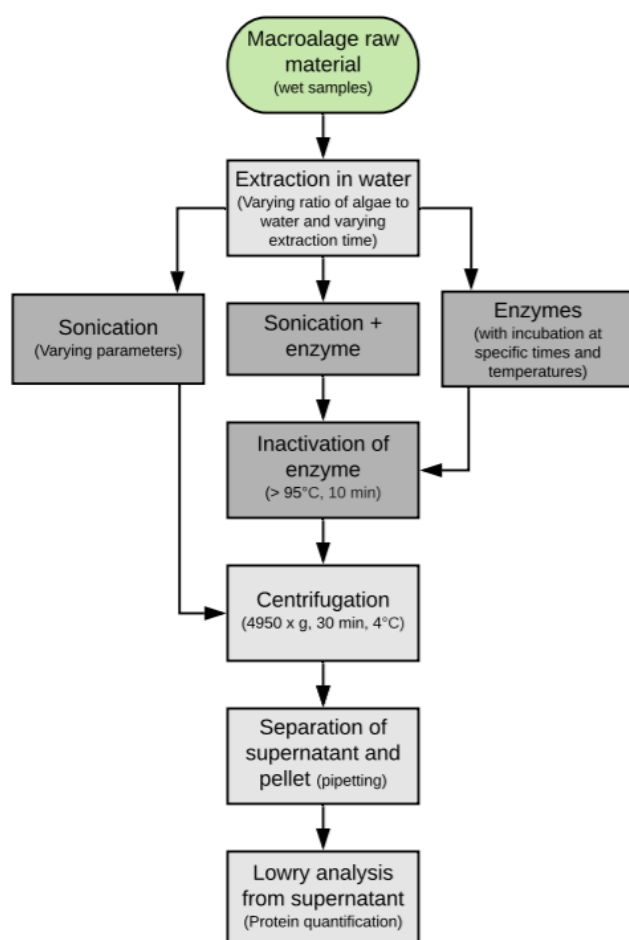 Macroalage raw
material
(wet samples)
Extraction in water
(Varying ratio of algae to
water and varying
extraction time)
Sonication
(Varying parameters)
Sonication +
enzyme
Enzymes
(with incubation at
specific times and
temperatures)
Inactivation of
enzyme
(> 95°C, 10 min)
Centrifugation
(4950 x g, 30 min, 4°C)
Separation of
supernatant and
pellet (pipetting)
Lowry analysis
from supernatant
(Protein quantification)